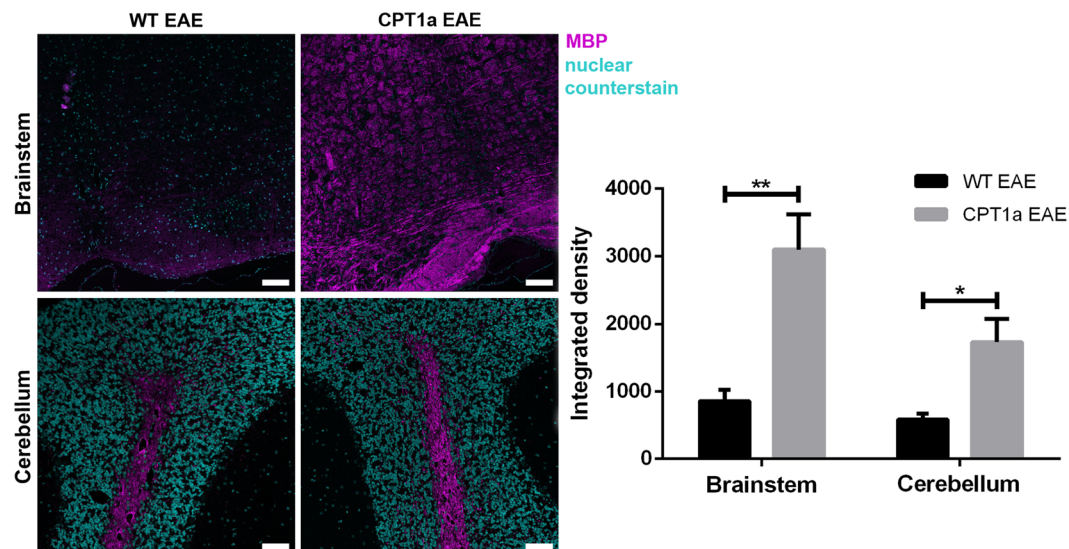 WT EAE
CPT1a EAE
MBP
nuclear
counterstain
Brainstem
Cerebellum
WT EAE
CPT1a EAE
Integrated density
4000
3000
2000
1000
0
**
*
Brainstem
Cerebellum